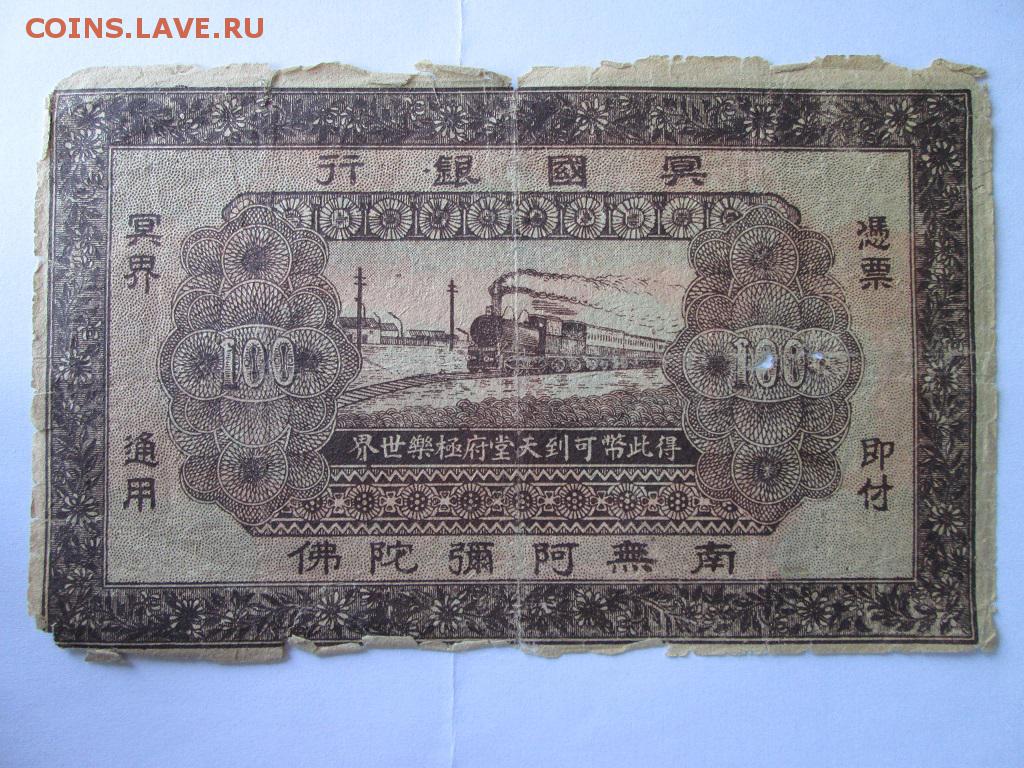 COINS.LAVE.RU
冥國銀行
憑票
即付
冥界
通用
100
100
得此幣可到天堂府極樂世界
南無阿彌陀佛